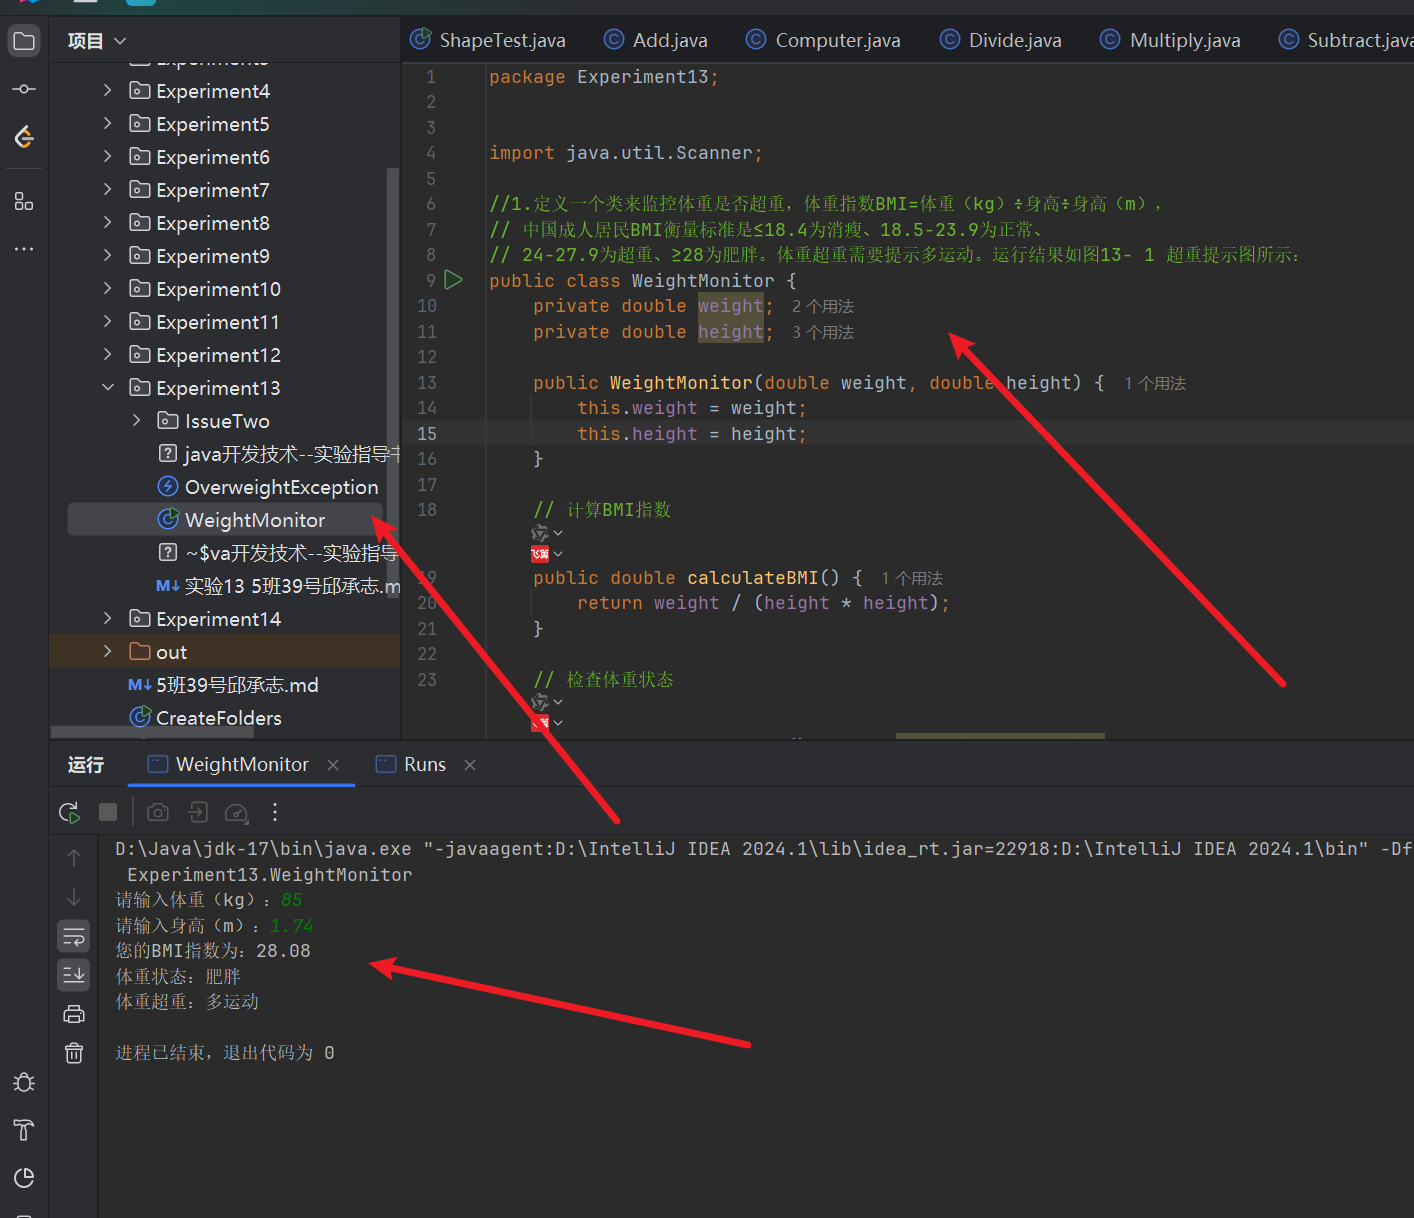 项目
ShapeTest.java
Add.java
Computer.java
Divide.java
Multiply.java
Subtract.java
Experiment4
Experiment5
Experiment6
Experiment7
Experiment8
Experiment9
Experiment10
Experiment11
Experiment12
Experiment13
IssueTwo
java开发技术--实验指导书
OverweightException
WeightMonitor
~$va开发技术--实验指导
实验13 5班39号邱承志.m
Experiment14
out
5班39号邱承志.md
CreateFolders
1 package Experiment13;
2
3
4 import java.util.Scanner;
5
6 //1.定义一个类来监控体重是否超重，体重指数BMI=体重（kg）÷身高÷身高（m），
7 // 中国成人居民BMI衡量标准是≤18.4为消瘦、18.5-23.9为正常、
8 // 24-27.9为超重、≥28为肥胖。体重超重需要提示多运动。运行结果如图13- 1 超重提示图所示：
9 public class WeightMonitor {
10 private double weight; 2 个用法
11 private double height; 3 个用法
12
13 public WeightMonitor(double weight, double height) { 1 个用法
14 this.weight = weight;
15 this.height = height;
16 }
17
18 // 计算BMI指数
19 public double calculateBMI() { 1 个用法
20 return weight / (height * height);
21 }
22
23 // 检查体重状态
运行
WeightMonitor
Runs
D:\Java\jdk-17\bin\java.exe "-javaagent:D:\IntelliJ IDEA 2024.1\lib\idea_rt.jar=22918:D:\IntelliJ IDEA 2024.1\bin" -Df
Experiment13.WeightMonitor
请输入体重（kg）：85
请输入身高（m）：1.74
您的BMI指数为：28.08
体重状态：肥胖
体重超重：多运动
进程已结束，退出代码为 0